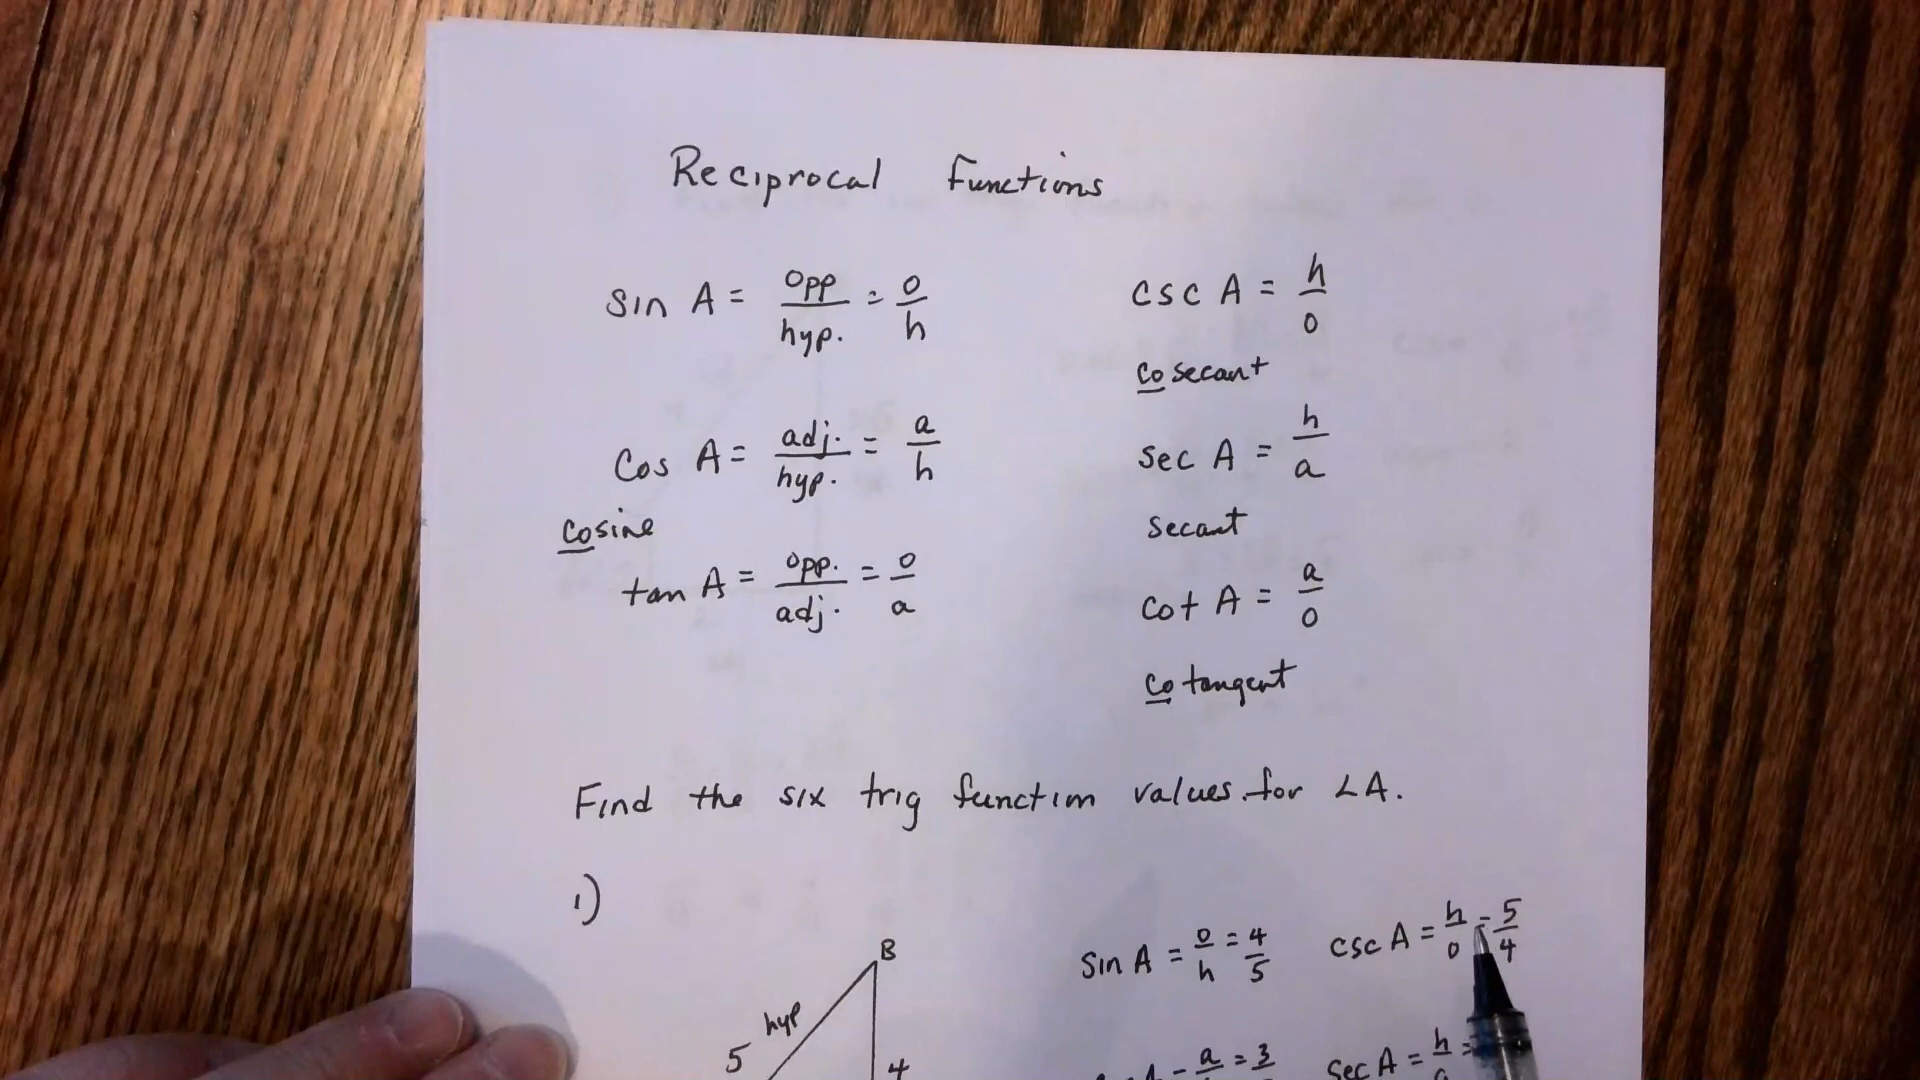 Reciprocal Functions
sin A = opp/hyp. = o/h
csc A = h/o
cosecant
cos A = adj./hyp. = a/h
sec A = h/a
cosine
secant
tan A = opp./adj. = o/a
cot A = a/o
cotangent
Find the six trig function values for ∠A.
1)
B
sin A = o/h = 4/5
csc A = h/o = 5/4
hyp
5
4
sec A = h/